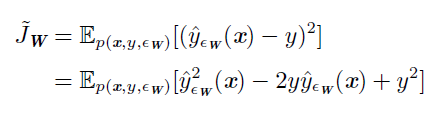 J̃_W = 𝔼_{p(x,y,ϵ_W)}[(ŷ_{ϵ_W}(x) − y)²]
= 𝔼_{p(x,y,ϵ_W)}[ŷ²_{ϵ_W}(x) − 2yŷ_{ϵ_W}(x) + y²]